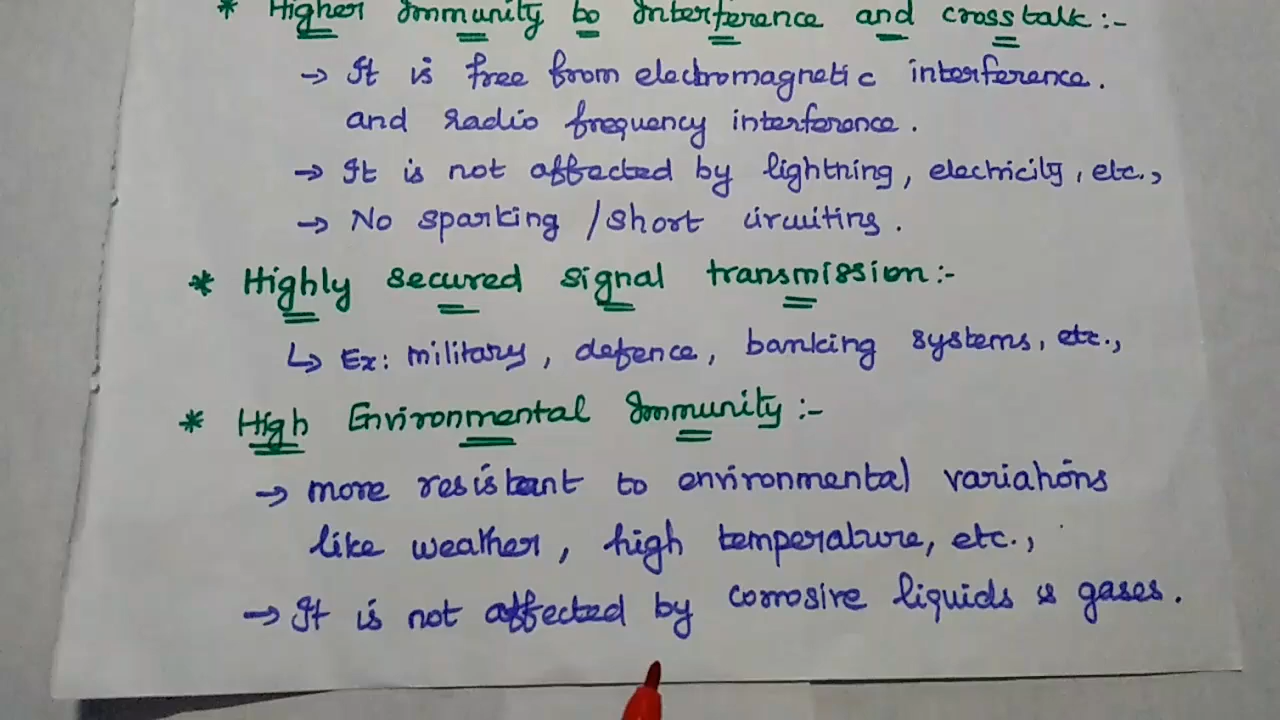 * Higher Immunity to Interference and crosstalk :-
→ It is free from electromagnetic interference.
and radio frequency interference.
→ It is not affected by lightning, electricity, etc.,
→ No sparking / short circuiting.
* Highly secured signal transmission :-
↳ Ex: military, defence, banking systems, etc.,
* High Environmental Immunity :-
→ more resistant to environmental variations
like weather, high temperature, etc.,
→ It is not affected by corrosive liquids & gases.